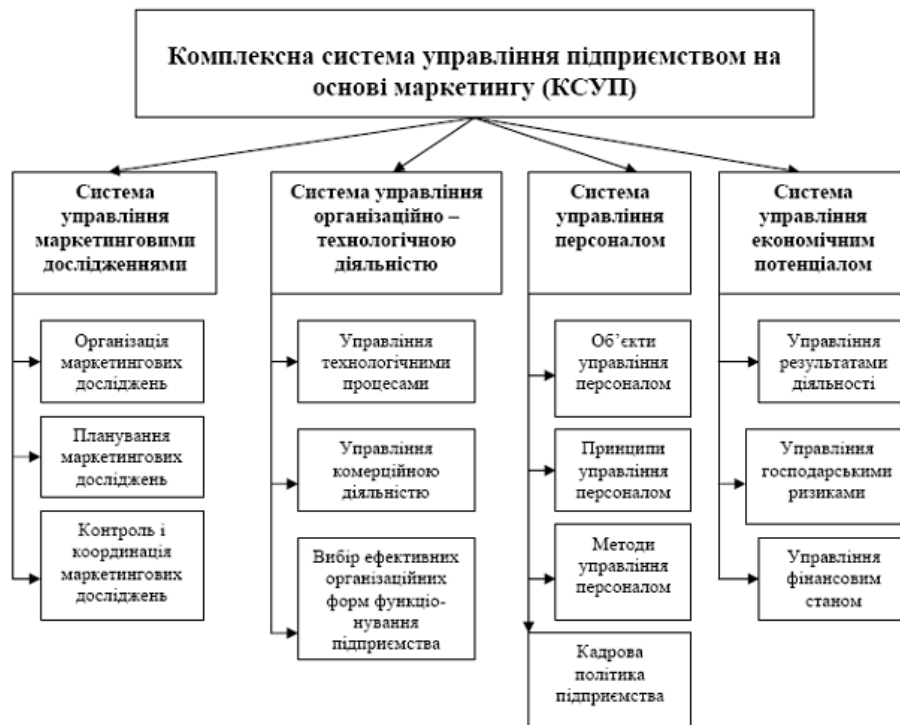 Комплексна система управління підприємством на
основі маркетингу (КСУП)
Система
управління
маркетинговими
дослідженнями
Організація
маркетингових
досліджень
Планування
маркетингових
досліджень
Контроль і
координація
маркетингових
досліджень
Система управління
організаційно –
технологічною
діяльністю
Управління
технологічними
процесами
Управління
комерційною
діяльністю
Вибір ефективних
організаційних
форм функціо-
нування
підприємства
Система
управління
персоналом
Об’єкти
управління
персоналом
Принципи
управління
персоналом
Методи
управління
персоналом
Кадрова
політика
підприємства
Система
управління
економічним
потенціалом
Управління
результатами
діяльності
Управління
господарськими
ризиками
Управління
фінансовим
станом